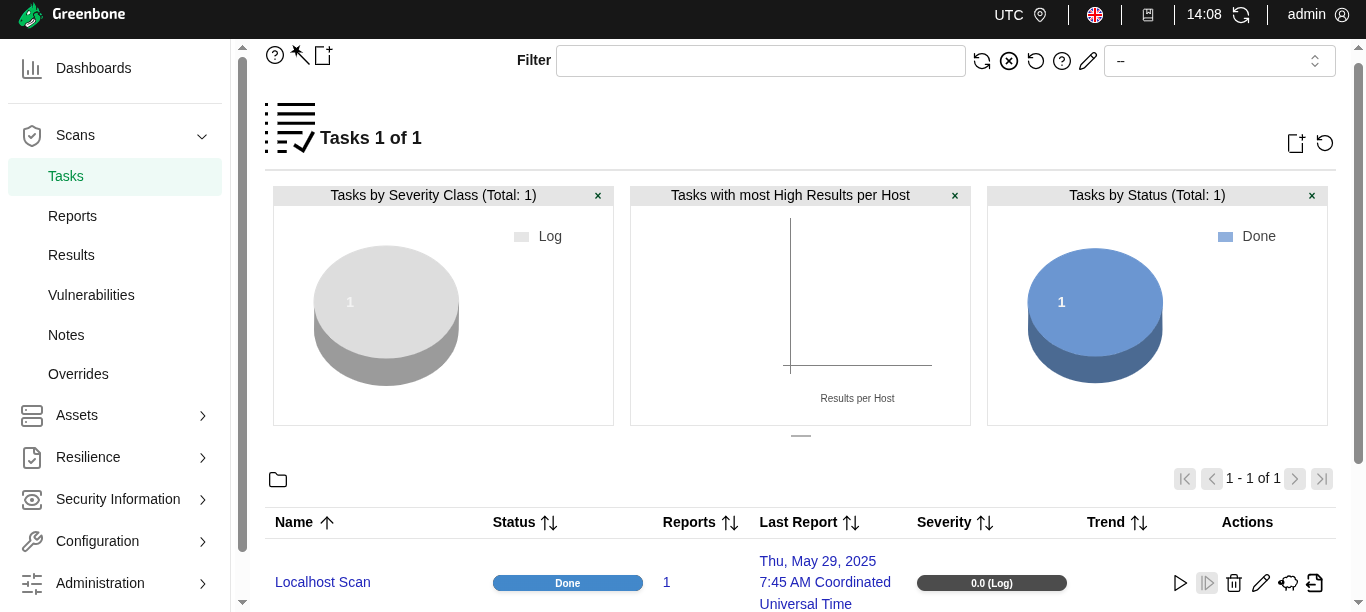 Greenbone
UTC
14:08
admin
Dashboards
Scans
Tasks
Reports
Results
Vulnerabilities
Notes
Overrides
Assets
Resilience
Security Information
Configuration
Administration
Filter
--
Tasks 1 of 1
Tasks by Severity Class (Total: 1) ×
Log
1
Tasks with most High Results per Host ×
Results per Host
Tasks by Status (Total: 1) ×
Done
1
1 - 1 of 1
Name Status Reports Last Report Severity Trend Actions
Localhost Scan
Done
1
Thu, May 29, 2025
7:45 AM Coordinated
Universal Time
0.0 (Log)